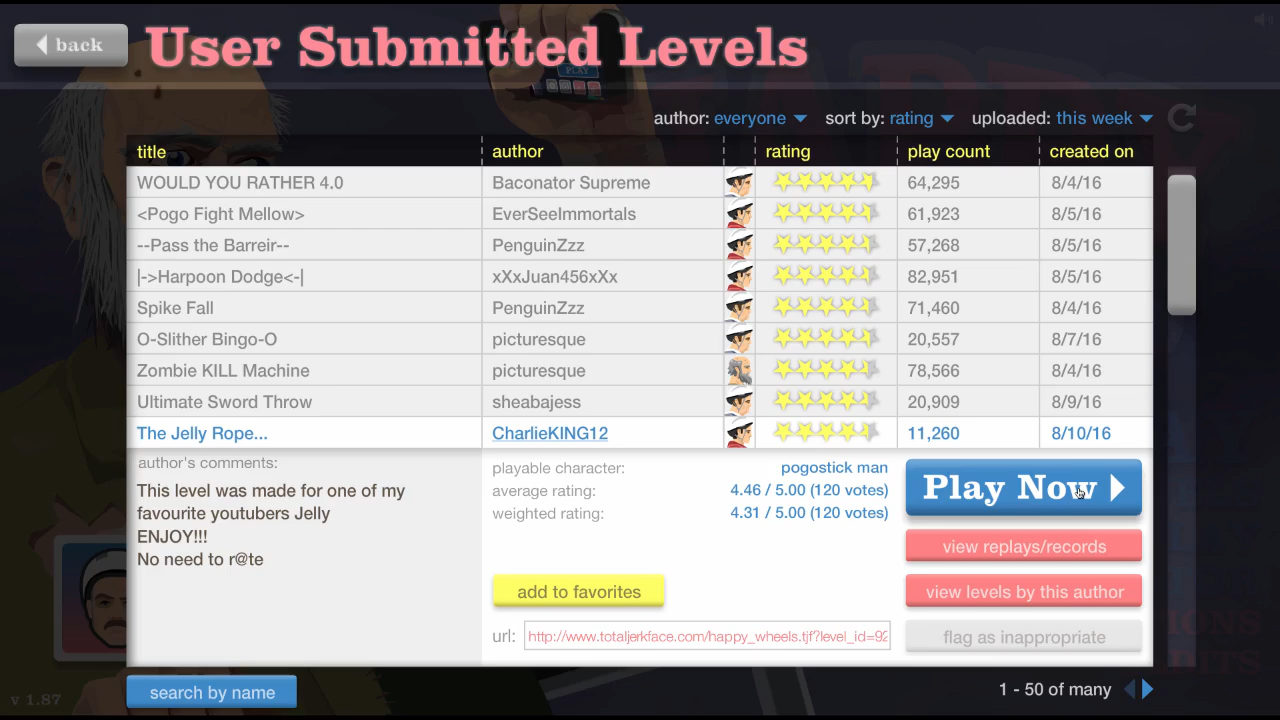 back
User Submitted Levels
PLAY
author: everyone sort by: rating uploaded: this week
title author rating play count created on
WOULD YOU RATHER 4.0 Baconator Supreme 64,295 8/4/16
<Pogo Fight Mellow> EverSeeImmortals 61,923 8/5/16
--Pass the Barreir-- PenguinZzz 57,268 8/5/16
|->Harpoon Dodge<-| xXxJuan456xXx 82,951 8/5/16
Spike Fall PenguinZzz 71,460 8/4/16
O-Slither Bingo-O picturesque 20,557 8/7/16
Zombie KILL Machine picturesque 78,566 8/4/16
Ultimate Sword Throw sheabajess 20,909 8/9/16
The Jelly Rope... CharlieKING12 11,260 8/10/16
author's comments:
This level was made for one of my
favourite youtubers Jelly
ENJOY!!!
No need to r@te
playable character: pogostick man
average rating: 4.46 / 5.00 (120 votes)
weighted rating: 4.31 / 5.00 (120 votes)
add to favorites
url: http://www.totaljerkface.com/happy_wheels.tjf?level_id=92
Play Now
view replays/records
view levels by this author
flag as inappropriate
v 1.87
search by name
1 - 50 of many